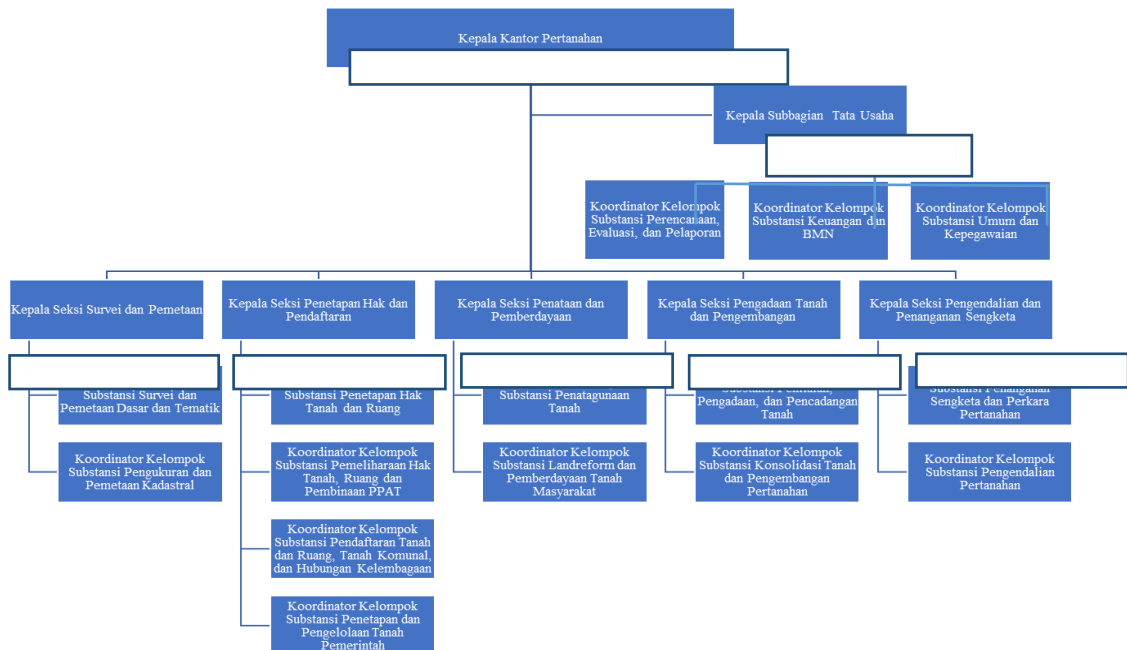 Kepala Kantor Pertanahan
Kepala Subbagian Tata Usaha
Koordinator Kelompok
Substansi Perencanaan,
Evaluasi, dan Pelaporan
Koordinator Kelompok
Substansi Keuangan dan
BMN
Koordinator Kelompok
Substansi Umum dan
Kepegawaian
Kepala Seksi Survei dan Pemetaan
Kepala Seksi Penetapan Hak dan
Pendaftaran
Kepala Seksi Penataan dan
Pemberdayaan
Kepala Seksi Pengadaan Tanah
dan Pengembangan
Kepala Seksi Pengendalian dan
Penanganan Sengketa
Substansi Survei dan
Pemetaan Dasar dan Tematik
Koordinator Kelompok
Substansi Pengukuran dan
Pemetaan Kadastral
Substansi Penetapan Hak
Tanah dan Ruang
Koordinator Kelompok
Substansi Pemeliharaan Hak
Tanah, Ruang dan
Pembinaan PPAT
Koordinator Kelompok
Substansi Pendaftaran Tanah
dan Ruang, Tanah Komunal,
dan Hubungan Kelembagaan
Koordinator Kelompok
Substansi Penetapan dan
Pengelolaan Tanah
Pemerintah
Substansi Penatagunaan
Tanah
Koordinator Kelompok
Substansi Landreform dan
Pemberdayaan Tanah
Masyarakat
Pengadaan, dan Pencadangan
Tanah
Koordinator Kelompok
Substansi Konsolidasi Tanah
dan Pengembangan
Pertanahan
Substansi Penanganan
Sengketa dan Perkara
Pertanahan
Koordinator Kelompok
Substansi Pengendalian
Pertanahan